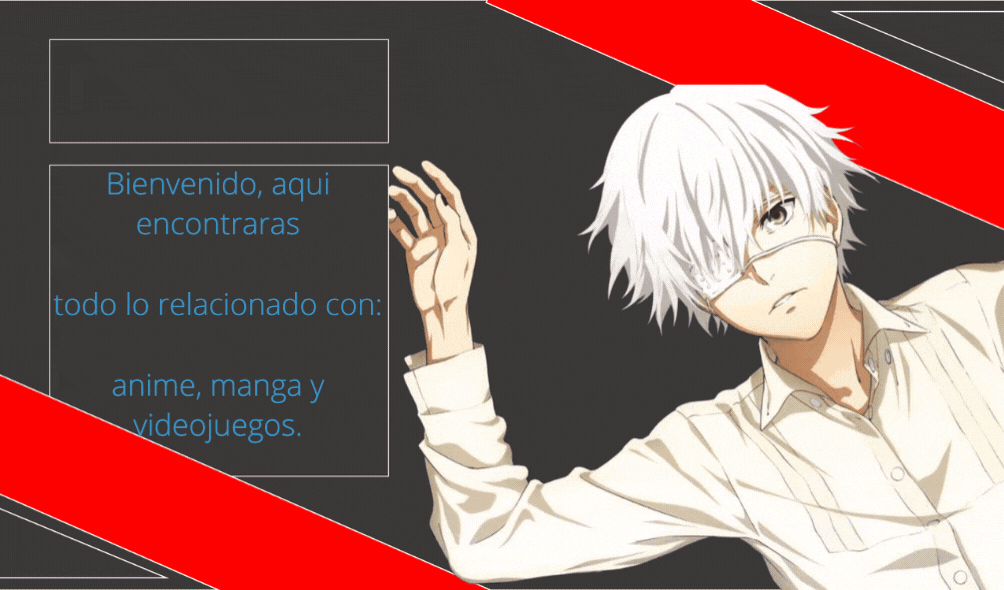 Bienvenido, aqui
encontraras
todo lo relacionado con:
anime, manga y
videojuegos.